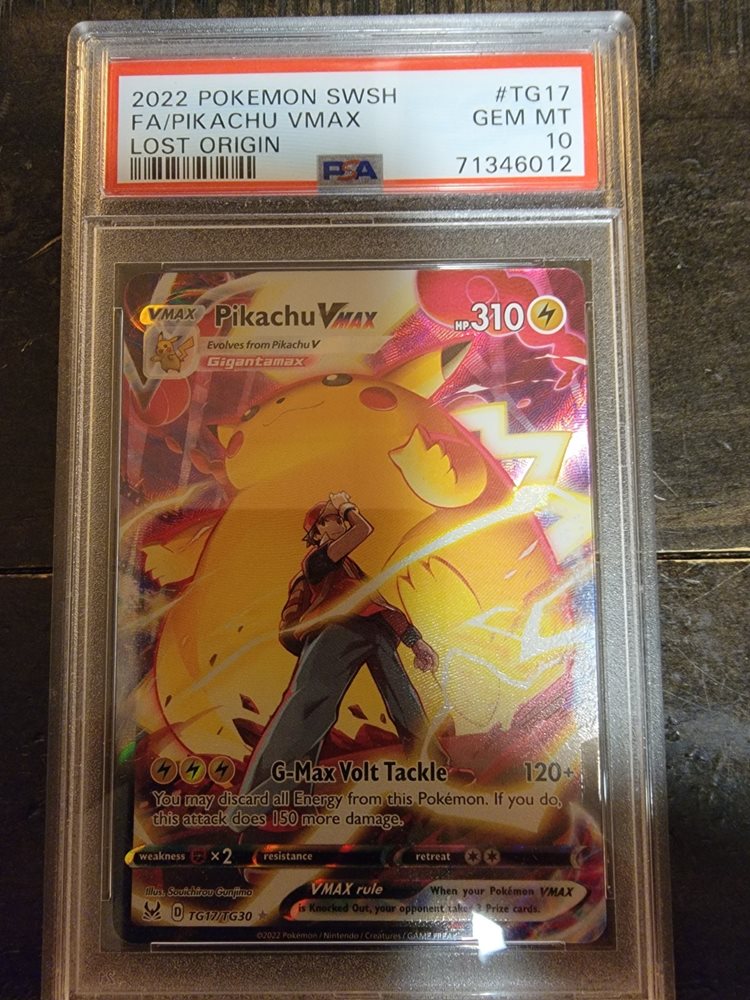 2022 POKEMON SWSH #TG17
FA/PIKACHU VMAX GEM MT
LOST ORIGIN 10
PSA 71346012
VMAX Pikachu VMAX HP 310
Evolves from Pikachu V
Gigantamax
G-Max Volt Tackle 120+
You may discard all Energy from this Pokémon. If you do,
this attack does 150 more damage.
weakness ×2 resistance retreat
Illus. Souichirou Gunjima VMAX rule When your Pokémon VMAX
is Knocked Out, your opponent takes 3 Prize cards.
D TG17/TG30
©2022 Pokémon / Nintendo / Creatures / GAME FREAK